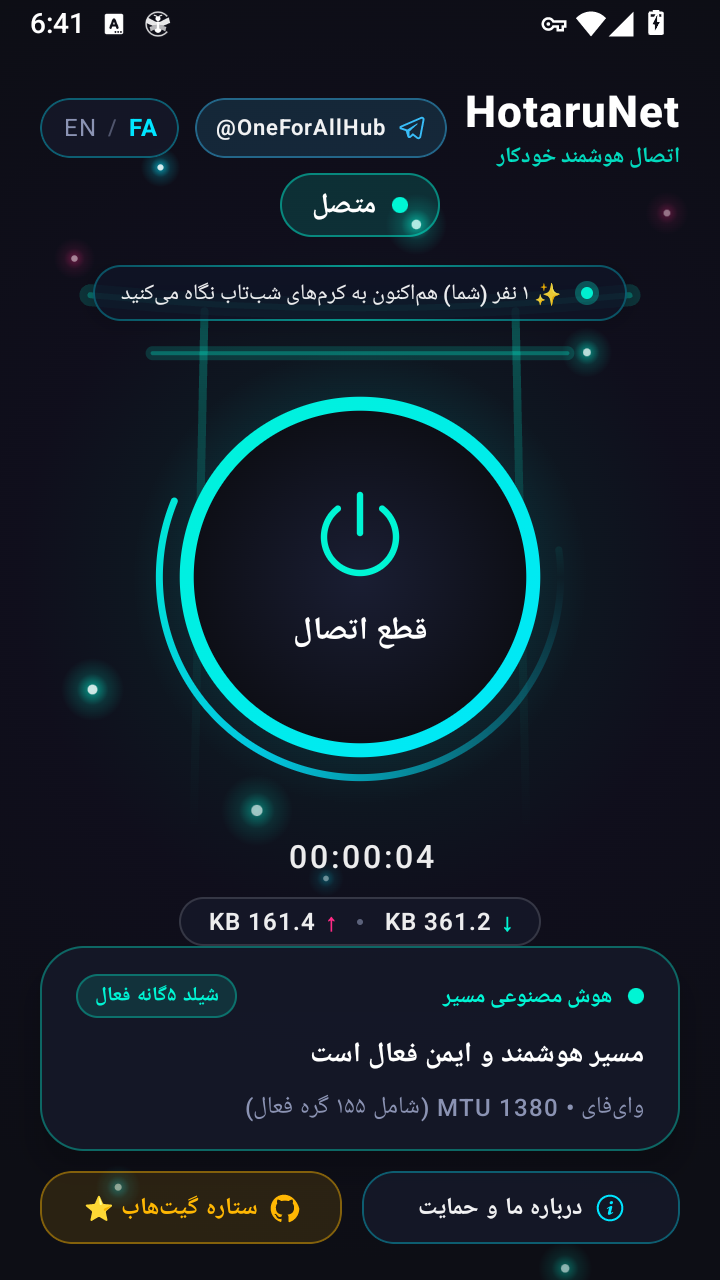 6:41
HotaruNet
اتصال هوشمند خودکار
@OneForAllHub
EN / FA
متصل
✨ ۱ نفر (شما) هم‌اکنون به کرم‌های شب‌تاب نگاه می‌کنید
قطع اتصال
00:00:04
KB 161.4 ↑ • KB 361.2 ↓
هوش مصنوعی مسیر
شیلد ۵گانه فعال
مسیر هوشمند و ایمن فعال است
وای‌فای • MTU 1380 (شامل ۱۵۵ گره فعال)
درباره ما و حمایت
ستاره گیت‌هاب ⭐